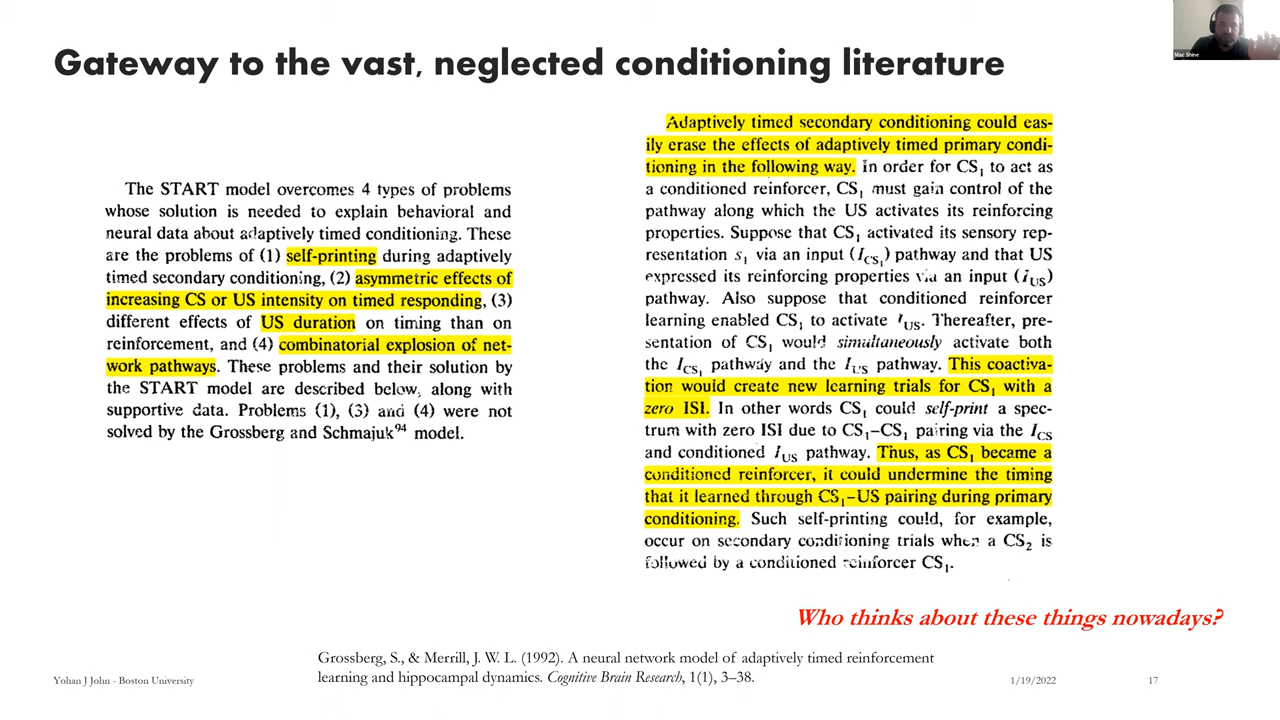 Mac Shine
Gateway to the vast, neglected conditioning literature
The START model overcomes 4 types of problems
whose solution is needed to explain behavioral and
neural data about adaptively timed conditioning. These
are the problems of (1) self-printing during adaptively
timed secondary conditioning, (2) asymmetric effects of
increasing CS or US intensity on timed responding, (3)
different effects of US duration on timing than on
reinforcement, and (4) combinatorial explosion of net-
work pathways. These problems and their solution by
the START model are described below, along with
supportive data. Problems (1), (3) and (4) were not
solved by the Grossberg and Schmajuk⁹⁴ model.
Adaptively timed secondary conditioning could eas-
ily erase the effects of adaptively timed primary condi-
tioning in the following way. In order for CS₁ to act as
a conditioned reinforcer, CS₁ must gain control of the
pathway along which the US activates its reinforcing
properties. Suppose that CS₁ activated its sensory rep-
resentation s₁ via an input (I_CS₁) pathway and that US
expressed its reinforcing properties via an input (I_US)
pathway. Also suppose that conditioned reinforcer
learning enabled CS₁ to activate I_US. Thereafter, pre-
sentation of CS₁ would simultaneously activate both
the I_CS₁ pathway and the I_US pathway. This coactiva-
tion would create new learning trials for CS₁ with a
zero ISI. In other words CS₁ could self-print a spec-
trum with zero ISI due to CS₁–CS₁ pairing via the I_CS
and conditioned I_US pathway. Thus, as CS₁ became a
conditioned reinforcer, it could undermine the timing
that it learned through CS₁–US pairing during primary
conditioning. Such self-printing could, for example,
occur on secondary conditioning trials when a CS₂ is
followed by a conditioned reinforcer CS₁.
Who thinks about these things nowadays?
Grossberg, S., & Merrill, J. W. L. (1992). A neural network model of adaptively timed reinforcement
learning and hippocampal dynamics. Cognitive Brain Research, 1(1), 3–38.
Yohan J John - Boston University
1/19/2022
17